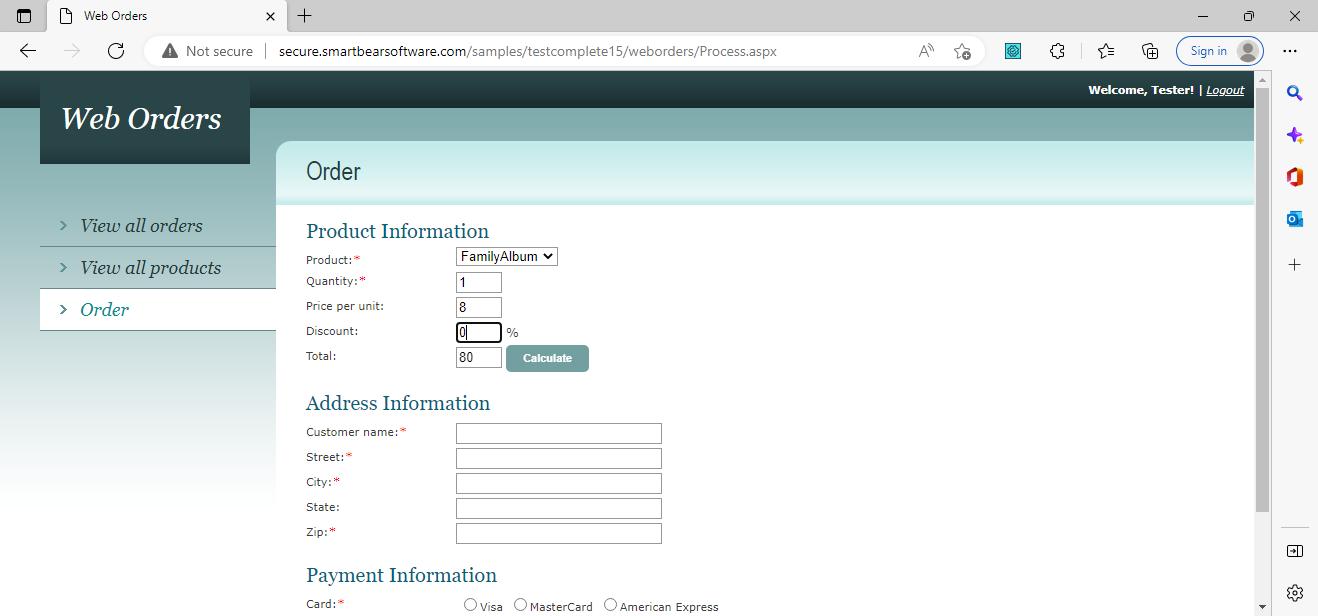 Web Orders
Not secure secure.smartbearsoftware.com/samples/testcomplete15/weborders/Process.aspx A Sign in
Welcome, Tester! | Logout
Web Orders
Order
> View all orders
> View all products
> Order
Product Information
Product:* FamilyAlbum
Quantity:* 1
Price per unit: 8
Discount: 0 %
Total: 80 Calculate
Address Information
Customer name:*
Street:*
City:*
State:
Zip:*
Payment Information
Card:* Visa MasterCard American Express